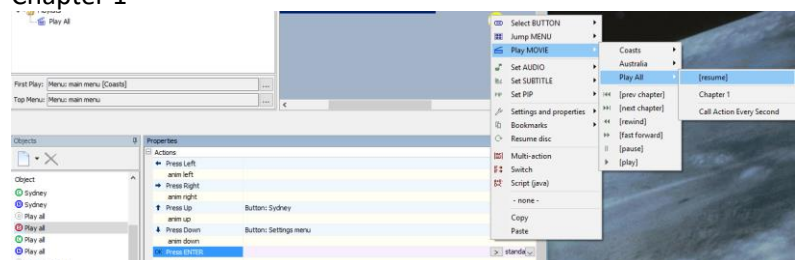 Chapter 1
Play All
First Play: Menu: main menu [Coasts] ...
Top Menu: Menu: main menu ...
Objects
Object
Sydney
Sydney
Play all
Play all
Play all
Play all
Properties
Actions
Press Left
anim left
Press Right
anim right
Press Up Button: Sydney
anim up
Press Down Button: Settings menu
anim down
Press ENTER > standa
Select BUTTON
Jump MENU
Play MOVIE
Set AUDIO
Set SUBTITLE
PIP Set PIP
Settings and properties
Bookmarks
Resume disc
Multi-action
Switch
Script (java)
- none -
Copy
Paste
Coasts
Australia
Play All
[prev chapter]
[next chapter]
[rewind]
[fast forward]
[pause]
[play]
[resume]
Chapter 1
Call Action Every Second